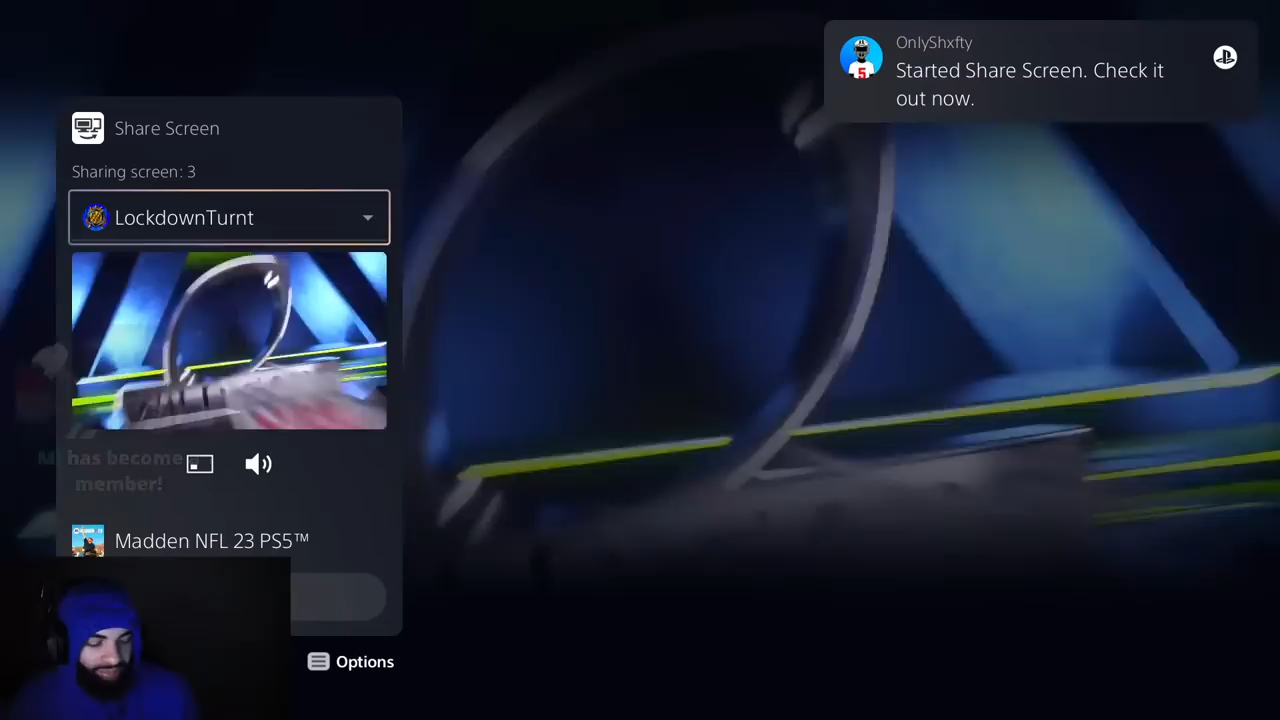 OnlyShxfty
Started Share Screen. Check it
out now.
Share Screen
Sharing screen: 3
LockdownTurnt
has become
member!
Madden NFL 23 PS5™
Options